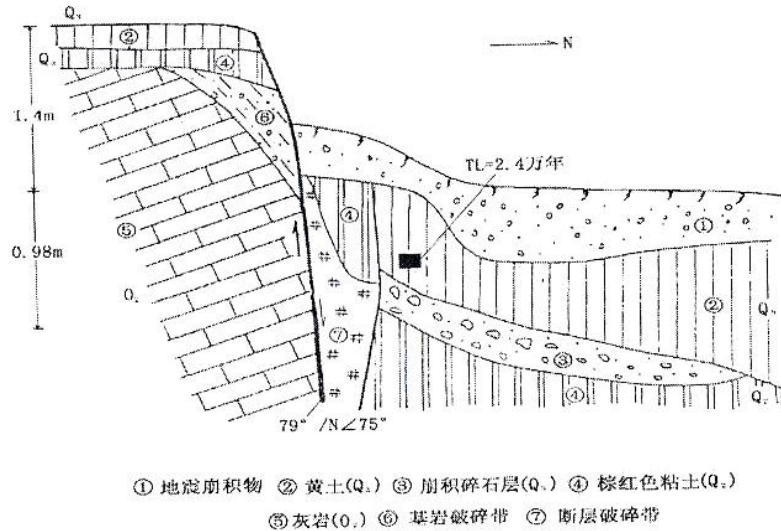 Q₃
②
Q₂
④
⑥
1.4m
0.98m
⑤
O₂
N
TL=2.4万年
④
①
②
Q₃
⑦
③
④
Q₂
79° /N∠75°
① 地震崩积物 ② 黄土(Q₃) ③ 崩积碎石层(Q₃) ④ 棕红色粘土(Q₂)
⑤灰岩(O₂) ⑥ 基岩破碎带 ⑦ 断层破碎带